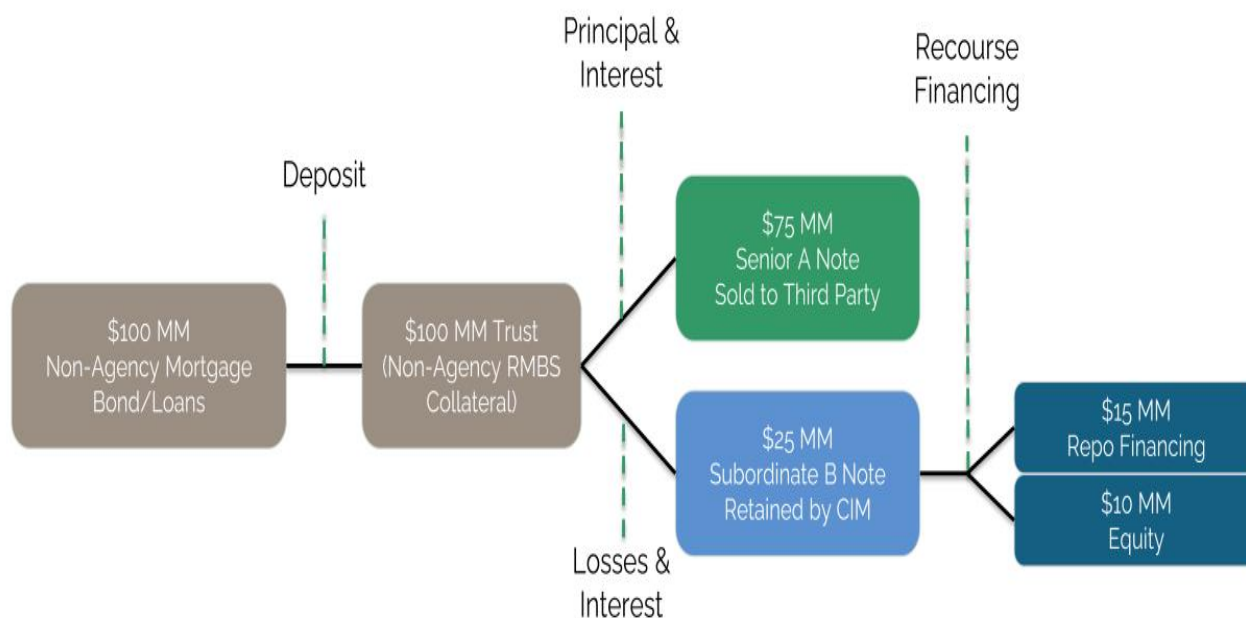 Principal &
Interest
Recourse
Financing
Deposit
$75 MM
Senior A Note
Sold to Third Party
$100 MM
Non-Agency Mortgage
Bond/Loans
$100 MM Trust
(Non-Agency RMBS
Collateral)
$25 MM
Subordinate B Note
Retained by CIM
$15 MM
Repo Financing
$10 MM
Equity
Losses &
Interest